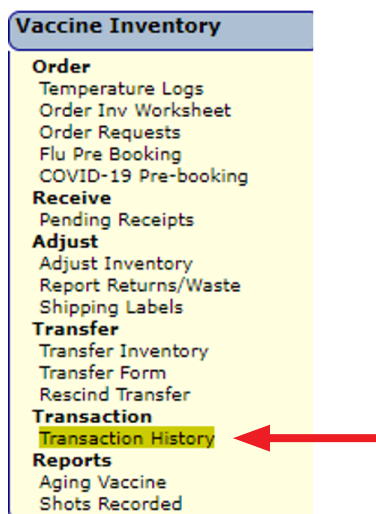 Vaccine Inventory
Order
Temperature Logs
Order Inv Worksheet
Order Requests
Flu Pre Booking
COVID-19 Pre-booking
Receive
Pending Receipts
Adjust
Adjust Inventory
Report Returns/Waste
Shipping Labels
Transfer
Transfer Inventory
Transfer Form
Rescind Transfer
Transaction
Transaction History
Reports
Aging Vaccine
Shots Recorded